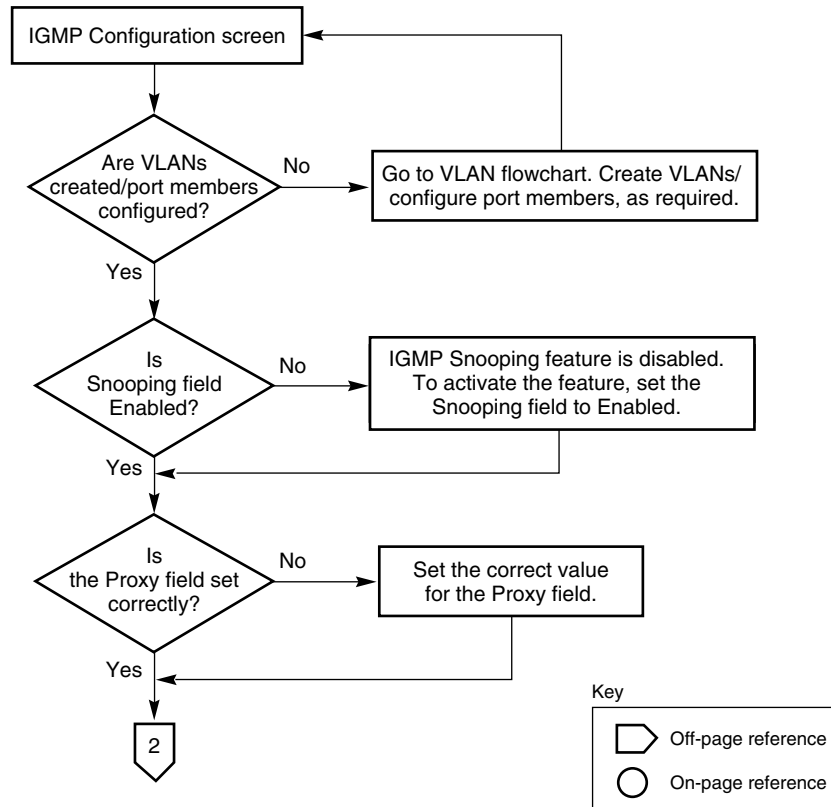 IGMP Configuration screen
Are VLANs
created/port members
configured?
No
Go to VLAN flowchart. Create VLANs/
configure port members, as required.
Yes
Is
Snooping field
Enabled?
No
IGMP Snooping feature is disabled.
To activate the feature, set the
Snooping field to Enabled.
Yes
Is
the Proxy field set
correctly?
No
Set the correct value
for the Proxy field.
Yes
2
Key
Off-page reference
On-page reference